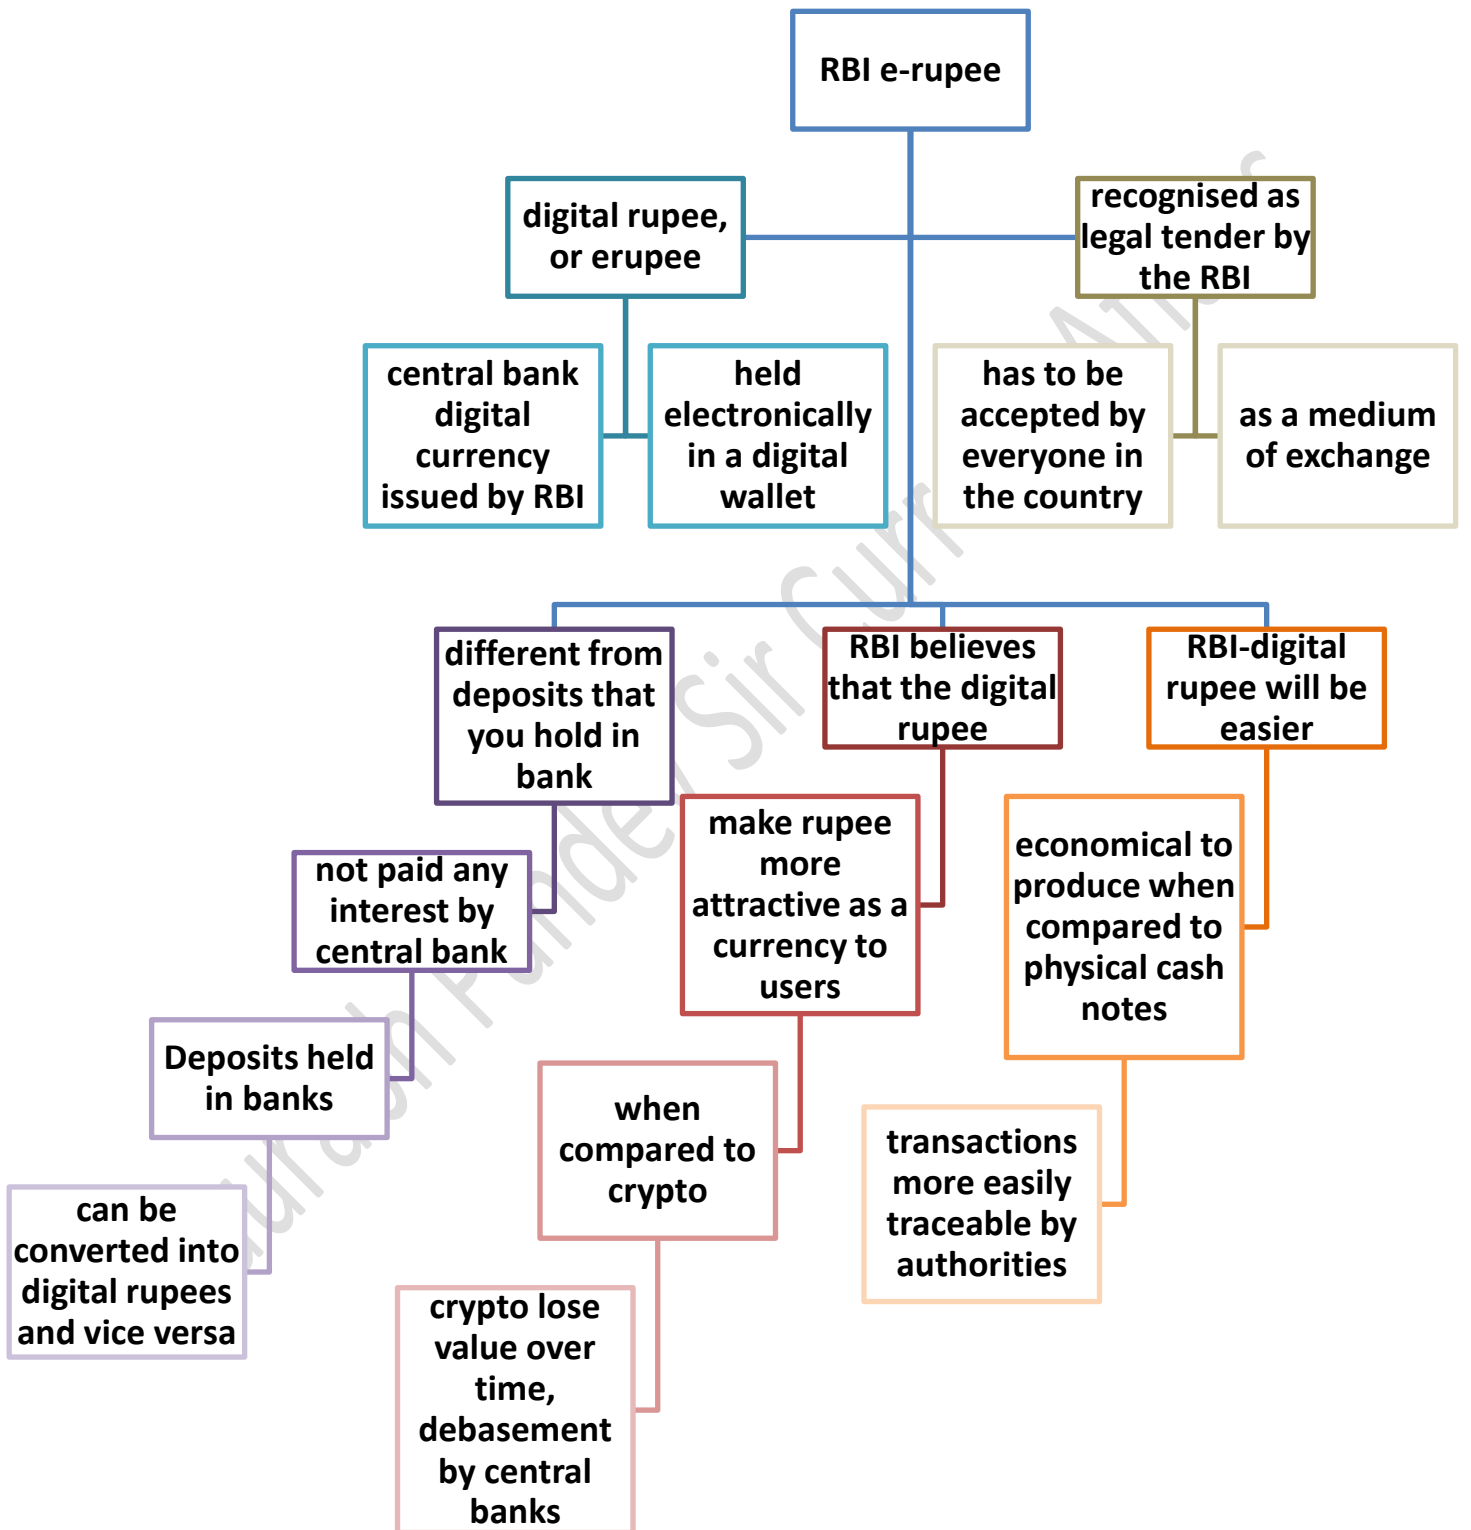 RBI e-rupee
digital rupee,
or erupee
recognised as
legal tender by
the RBI
central bank
digital
currency
issued by RBI
held
electronically
in a digital
wallet
has to be
accepted by
everyone in
the country
as a medium
of exchange
different from
deposits that
you hold in
bank
not paid any
interest by
central bank
Deposits held
in banks
can be
converted into
digital rupees
and vice versa
RBI believes
that the digital
rupee
make rupee
more
attractive as a
currency to
users
when
compared to
crypto
crypto lose
value over
time,
debasement
by central
banks
RBI-digital
rupee will be
easier
economical to
produce when
compared to
physical cash
notes
transactions
more easily
traceable by
authorities
Sir